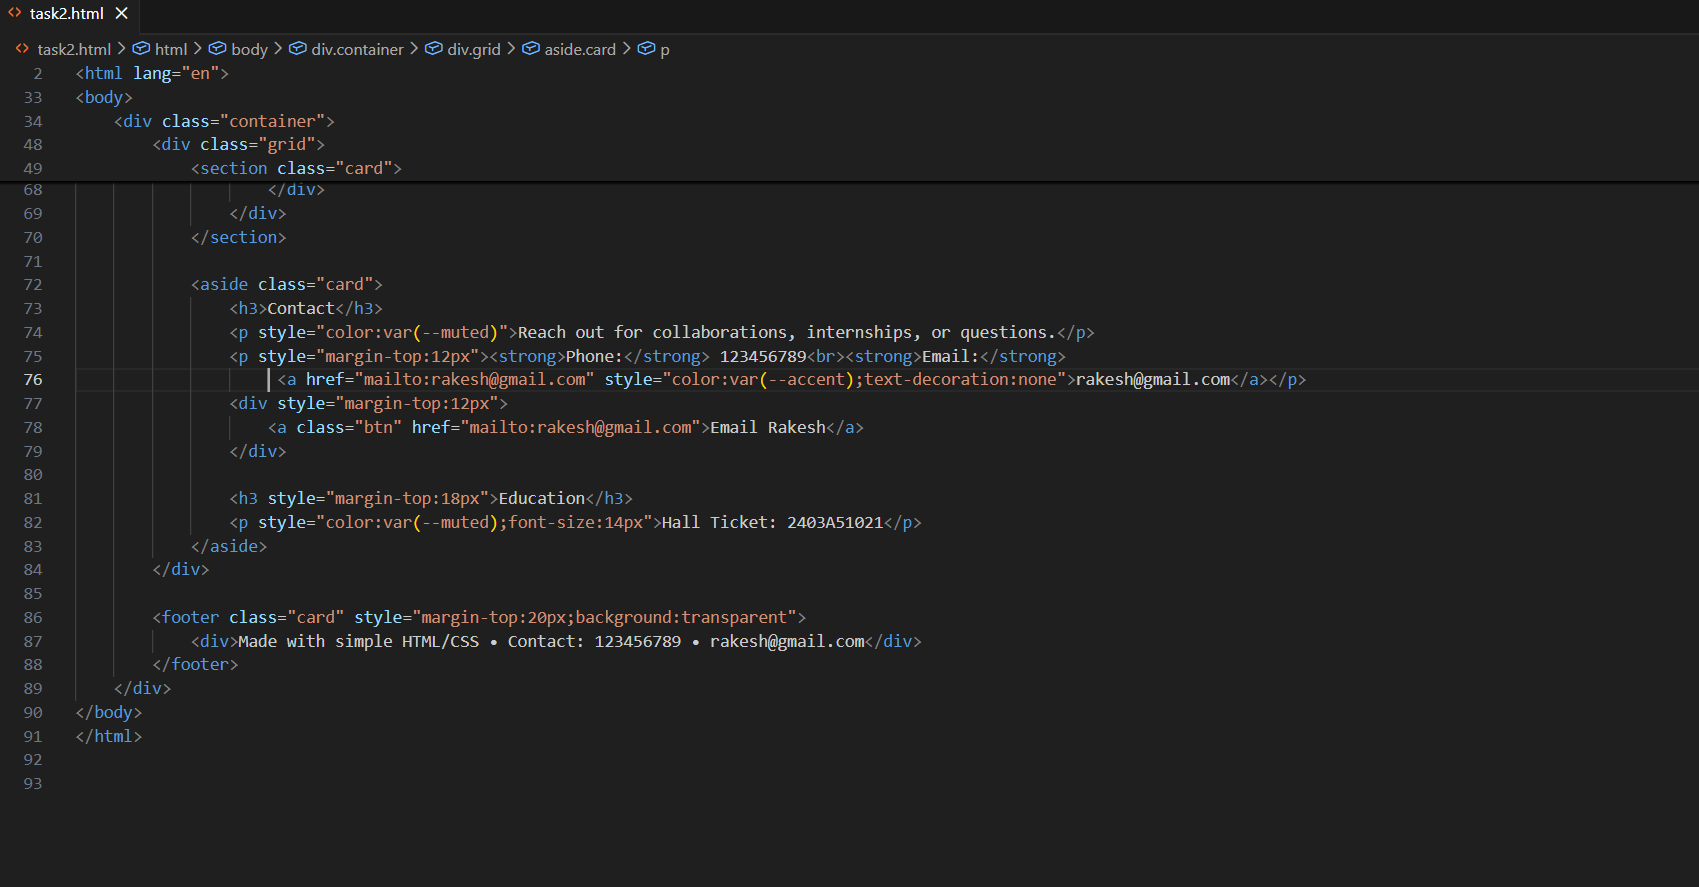 task2.html
task2.html > html > body > div.container > div.grid > aside.card > p
2 <html lang="en">
33 <body>
34 <div class="container">
48 <div class="grid">
49 <section class="card">
68 </div>
69 </div>
70 </section>
71
72 <aside class="card">
73 <h3>Contact</h3>
74 <p style="color:var(--muted)">Reach out for collaborations, internships, or questions.</p>
75 <p style="margin-top:12px"><strong>Phone:</strong> 123456789<br><strong>Email:</strong>
76 <a href="mailto:rakesh@gmail.com" style="color:var(--accent);text-decoration:none">rakesh@gmail.com</a></p>
77 <div style="margin-top:12px">
78 <a class="btn" href="mailto:rakesh@gmail.com">Email Rakesh</a>
79 </div>
80
81 <h3 style="margin-top:18px">Education</h3>
82 <p style="color:var(--muted);font-size:14px">Hall Ticket: 2403A51021</p>
83 </aside>
84 </div>
85
86 <footer class="card" style="margin-top:20px;background:transparent">
87 <div>Made with simple HTML/CSS • Contact: 123456789 • rakesh@gmail.com</div>
88 </footer>
89 </div>
90 </body>
91 </html>
92
93